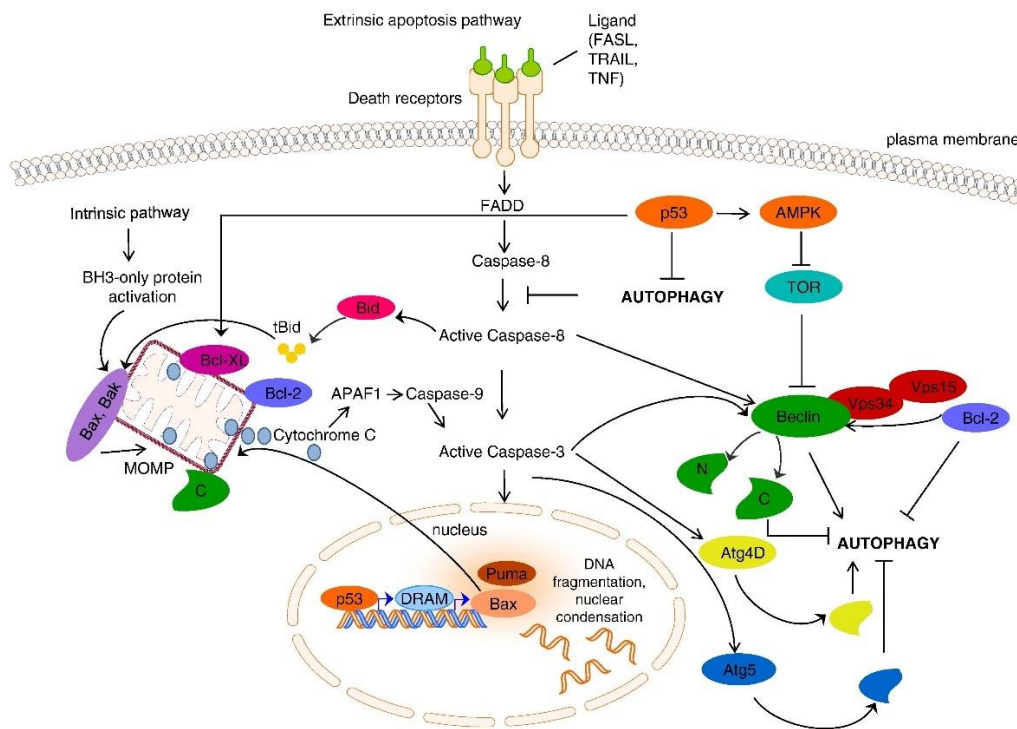 Extrinsic apoptosis pathway
Ligand
(FASL,
TRAIL,
TNF)
Death receptors
plasma membrane
Intrinsic pathway
FADD
p53
AMPK
Caspase-8
BH3-only protein
activation
AUTOPHAGY
TOR
Bid
tBid
Active Caspase-8
Bcl-XL
Bcl-2
Bax, Bak
APAF1
Caspase-9
Beclin
Vps34
Vps15
Bcl-2
Cytochrome C
MOMP
Active Caspase-3
C
N
C
nucleus
AUTOPHAGY
Atg4D
Puma
DNA
fragmentation,
nuclear
condensation
p53
DRAM
Bax
Atg5